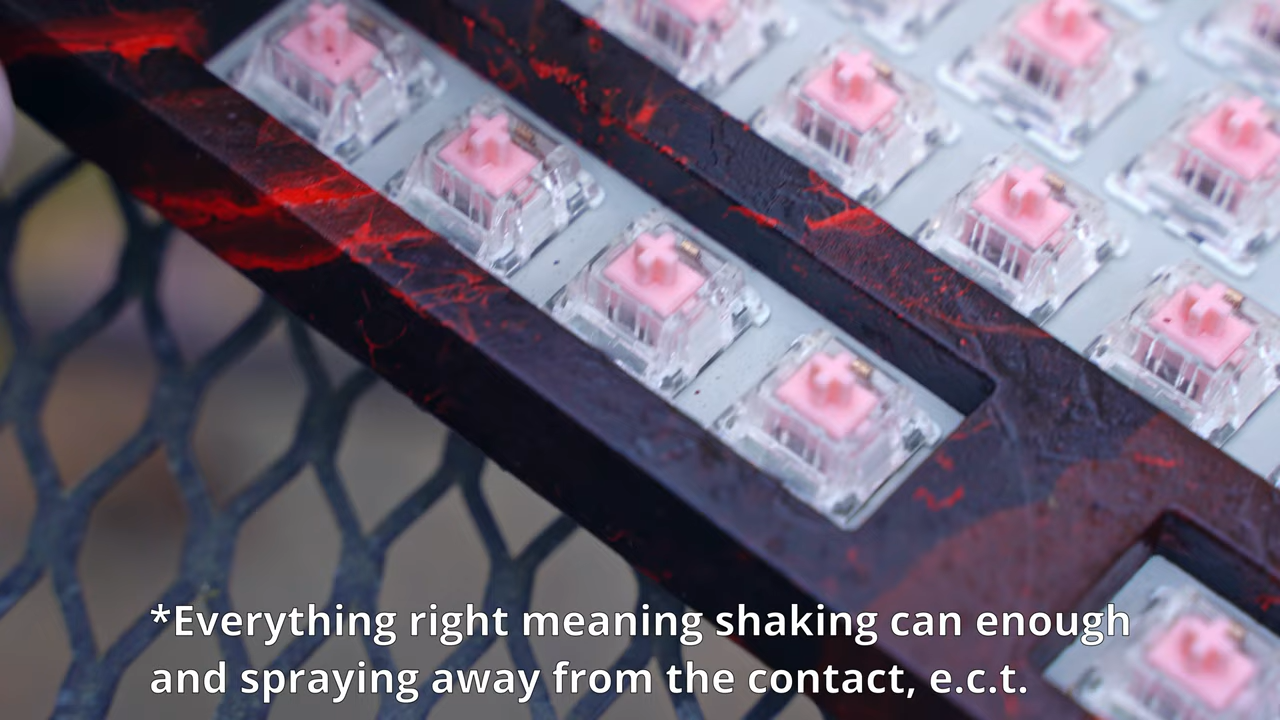 *Everything right meaning shaking can enough
and spraying away from the contact, e.c.t.